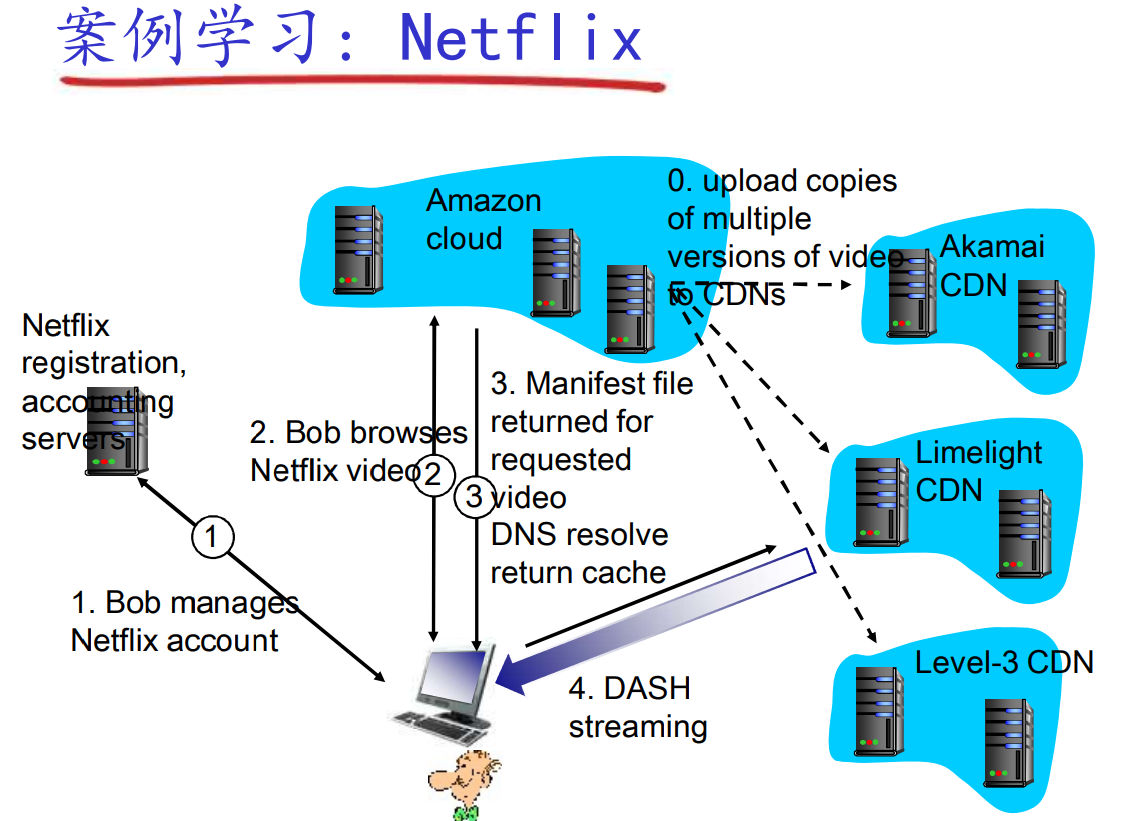 案例学习: Netflix
Amazon
cloud
0. upload copies
of multiple
versions of video
to CDNs
Akamai
CDN
Netflix
registration,
accounting
servers
3. Manifest file
returned for
requested
video
DNS resolve
return cache
2. Bob browses
Netflix video
2
3
Limelight
CDN
1
1. Bob manages
Netflix account
Level-3 CDN
4. DASH
streaming